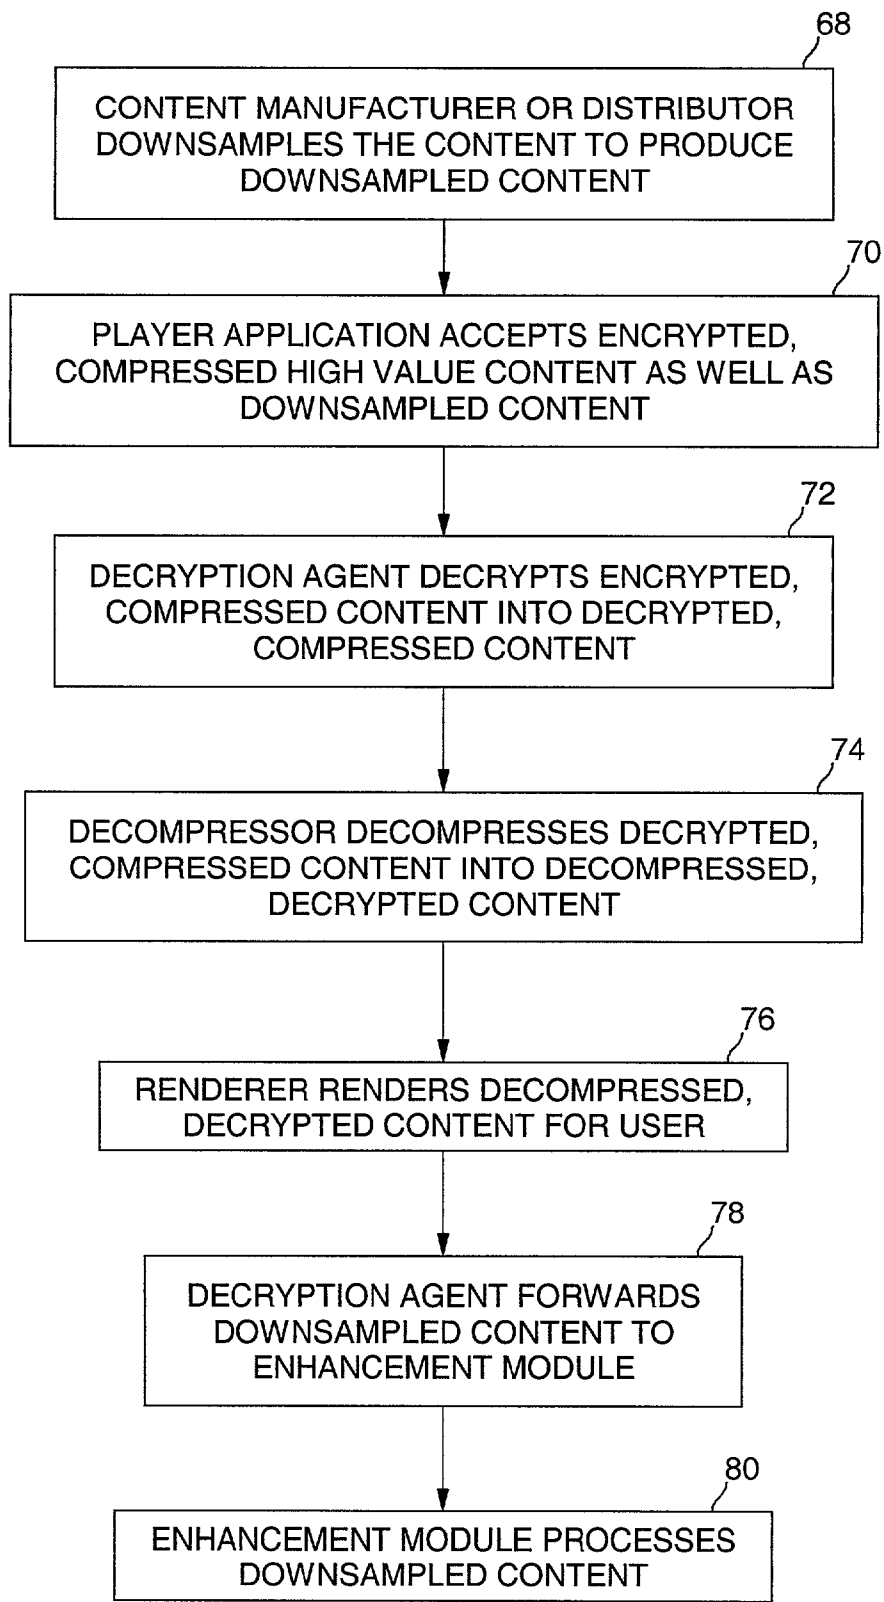 68
CONTENT MANUFACTURER OR DISTRIBUTOR
DOWNSAMPLES THE CONTENT TO PRODUCE
DOWNSAMPLED CONTENT
70
PLAYER APPLICATION ACCEPTS ENCRYPTED,
COMPRESSED HIGH VALUE CONTENT AS WELL AS
DOWNSAMPLED CONTENT
72
DECRYPTION AGENT DECRYPTS ENCRYPTED,
COMPRESSED CONTENT INTO DECRYPTED,
COMPRESSED CONTENT
74
DECOMPRESSOR DECOMPRESSES DECRYPTED,
COMPRESSED CONTENT INTO DECOMPRESSED,
DECRYPTED CONTENT
76
RENDERER RENDERS DECOMPRESSED,
DECRYPTED CONTENT FOR USER
78
DECRYPTION AGENT FORWARDS
DOWNSAMPLED CONTENT TO
ENHANCEMENT MODULE
80
ENHANCEMENT MODULE PROCESSES
DOWNSAMPLED CONTENT